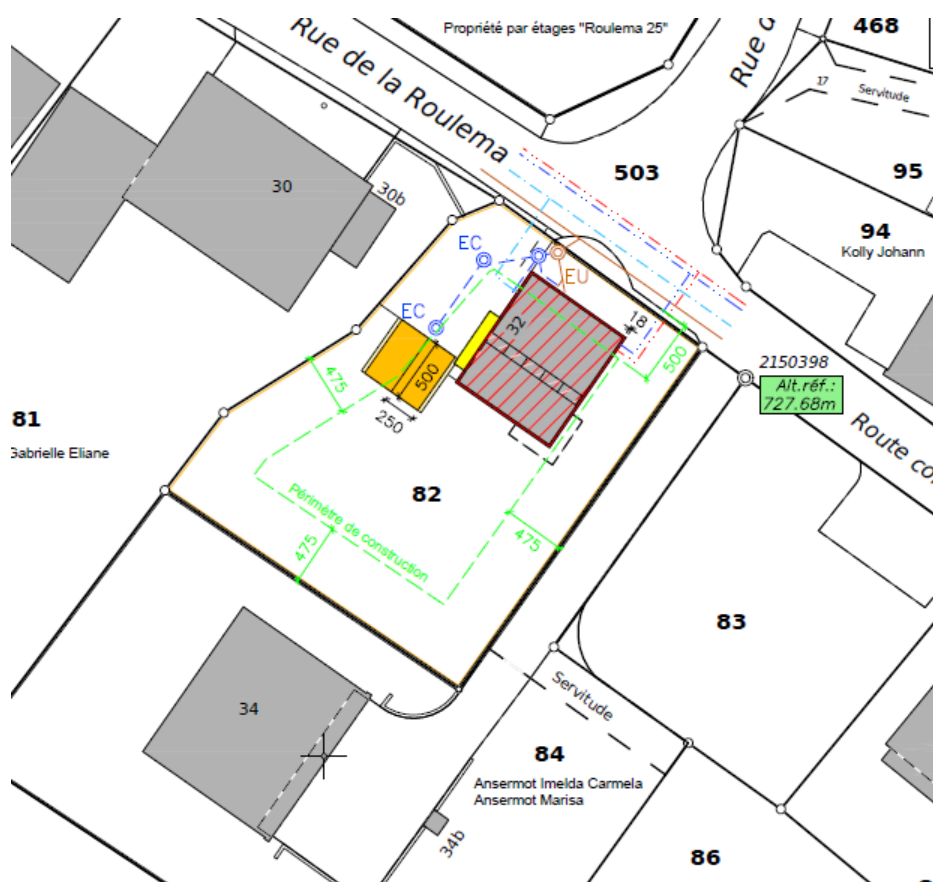 Propriété par étages "Roulema 25"
468
Rue de la Roulema
Rue d
17
Servitude
503
95
30
30b
94
Kolly Johann
EC
EU
EC
32
18
500
2150398
Alt.réf.:
727.68m
475
500
250
81
Gabrielle Eliane
Route co
82
Périmètre de construction
475
475
83
Servitude
34
84
Ansermot Imelda Carmela
Ansermot Marisa
34b
86